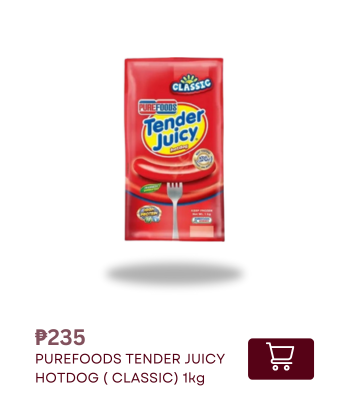 CLASSIC
PUREFOODS
Tender
Juicy
₱235
PUREFOODS TENDER JUICY
HOTDOG ( CLASSIC) 1kg